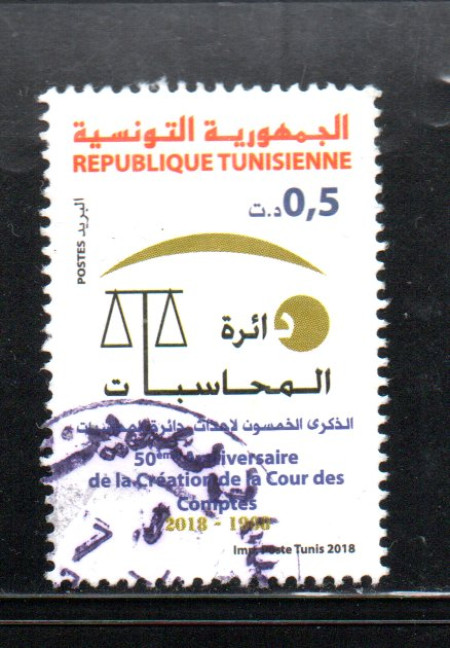 الجمهورية التونسية
REPUBLIQUE TUNISIENNE
0,5 د.ت
البريد POSTES
دائرة
المحاسبات
الذكرى الخمسون لإحداث دائرة المحاسبات
50ème Anniversaire
de la Création de la Cour des
Comptes
2018 - 1968
Imp. Poste Tunis 2018